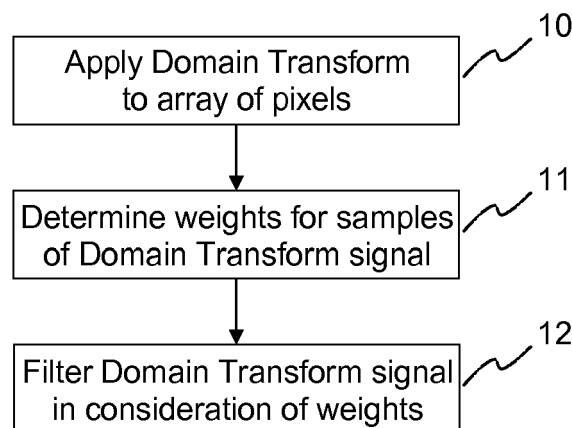 10
Apply Domain Transform
to array of pixels
11
Determine weights for samples
of Domain Transform signal
12
Filter Domain Transform signal
in consideration of weights